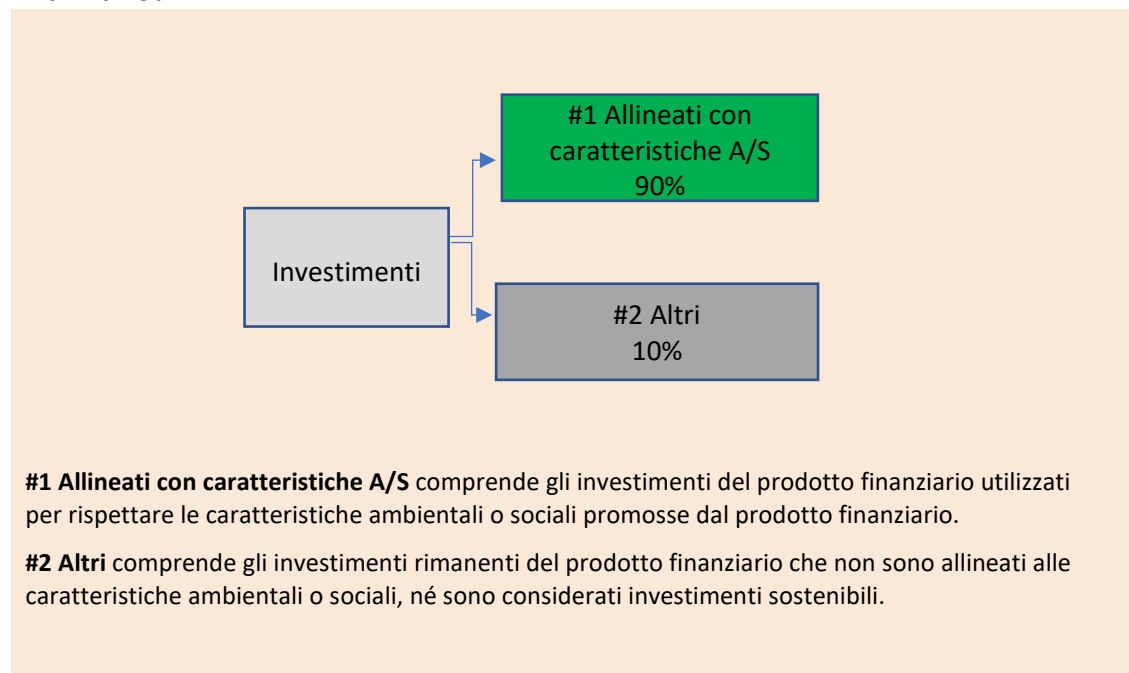 #1 Allineati con
caratteristiche A/S
90%
Investimenti
#2 Altri
10%
#1 Allineati con caratteristiche A/S comprende gli investimenti del prodotto finanziario utilizzati
per rispettare le caratteristiche ambientali o sociali promosse dal prodotto finanziario.
#2 Altri comprende gli investimenti rimanenti del prodotto finanziario che non sono allineati alle
caratteristiche ambientali o sociali, né sono considerati investimenti sostenibili.